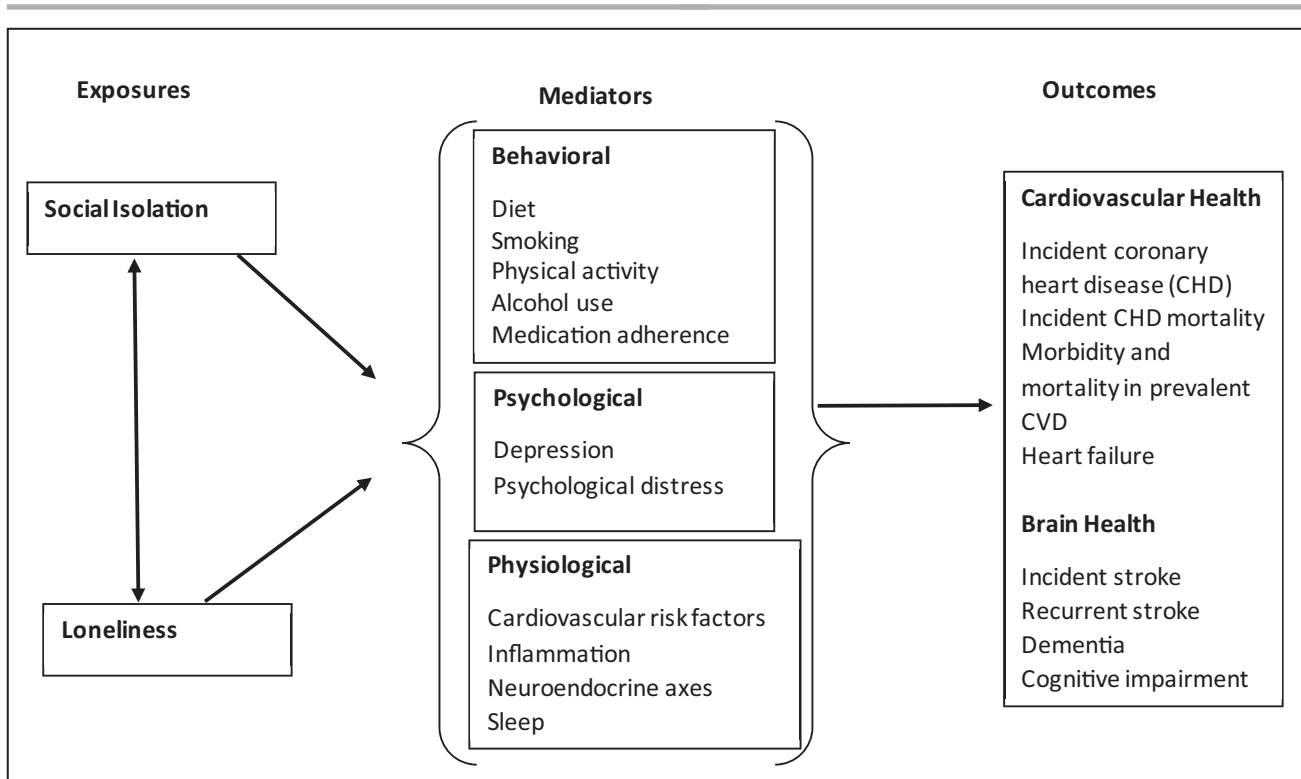 Exposures
Mediators
Outcomes
Social Isolation
Loneliness
Behavioral
Diet
Smoking
Physical activity
Alcohol use
Medication adherence
Psychological
Depression
Psychological distress
Physiological
Cardiovascular risk factors
Inflammation
Neuroendocrine axes
Sleep
Cardiovascular Health
Incident coronary
heart disease (CHD)
Incident CHD mortality
Morbidity and
mortality in prevalent
CVD
Heart failure
Brain Health
Incident stroke
Recurrent stroke
Dementia
Cognitive impairment